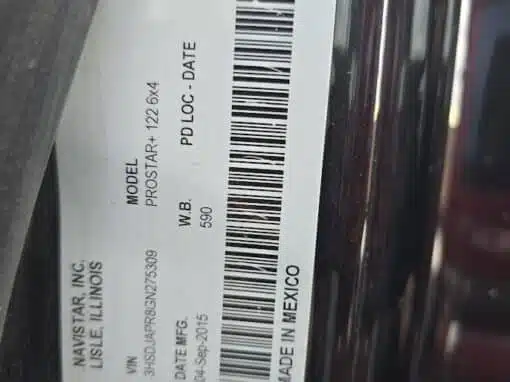 NAVISTAR, INC.
LISLE, ILLINOIS
VIN MODEL
3HSDJAPR8GN275309 PROSTAR+ 122 6x4
DATE MFG. W.B. PD LOC - DATE
04-Sep-2015 590
MADE IN MEXICO